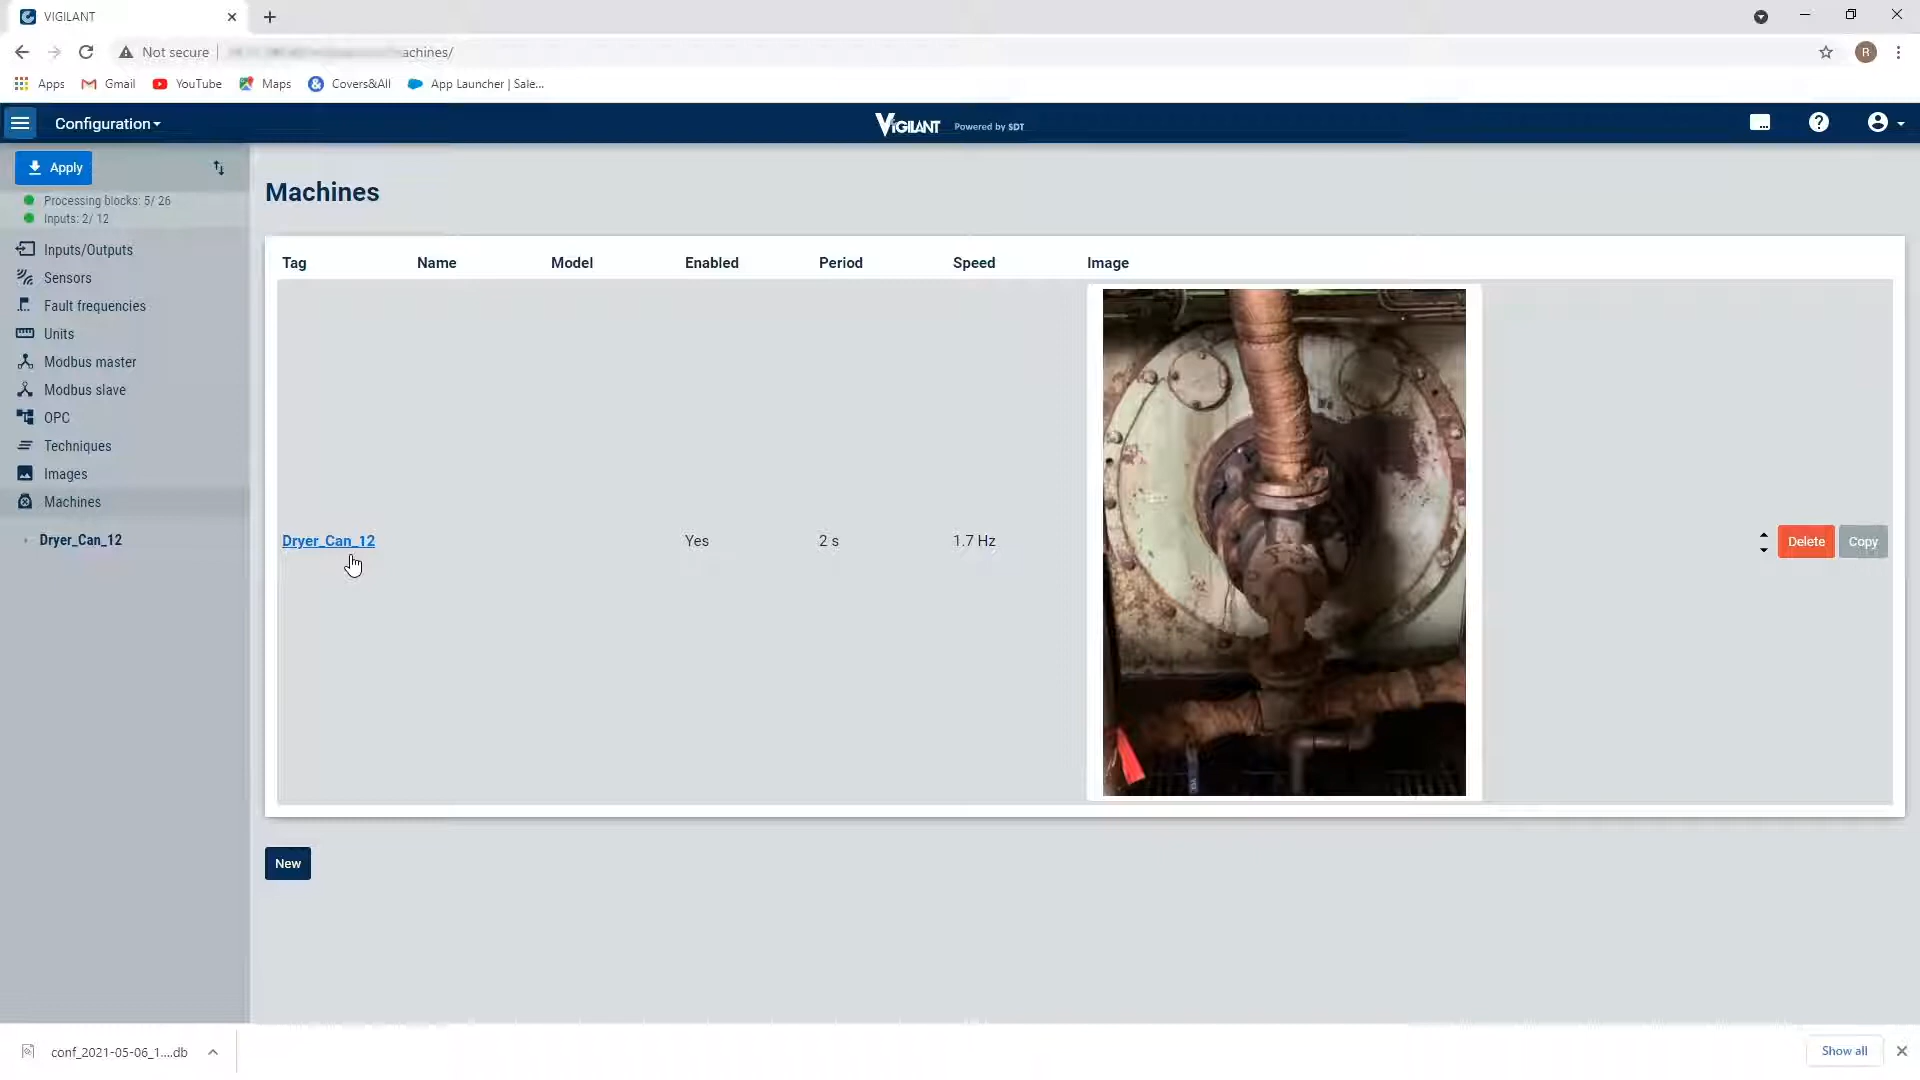 VIGILANT
Not secure
achines/
Apps
Gmail
YouTube
Maps
Covers&All
App Launcher | Sale...
R
Configuration
VIGILANT Powered by SDT
Apply
Processing blocks: 5/ 26
Inputs: 2/ 12
Inputs/Outputs
Sensors
Fault frequencies
Units
Modbus master
Modbus slave
OPC
Techniques
Images
Machines
Dryer_Can_12
Machines
Tag Name Model Enabled Period Speed Image
Dryer_Can_12 Yes 2 s 1.7 Hz Delete Copy
New
conf_2021-05-06_1....db
Show all